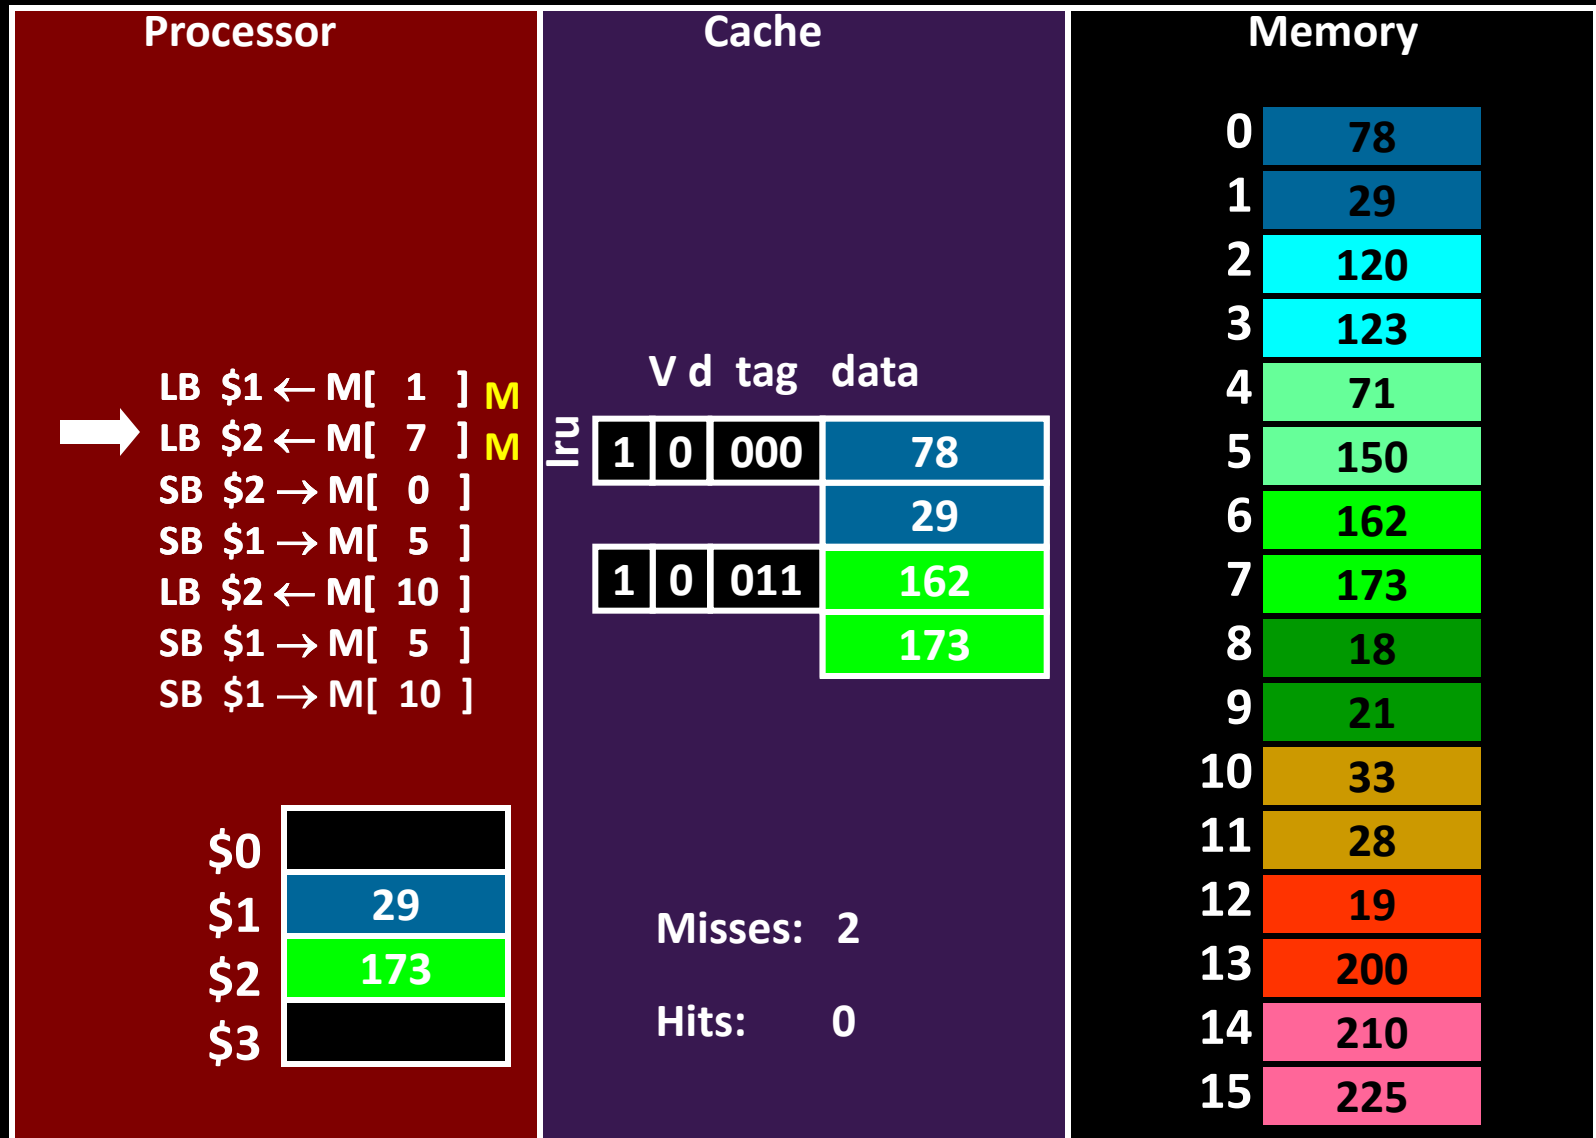 Processor
LB $1 ← M[ 1 ] M
LB $2 ← M[ 7 ] M
SB $2 → M[ 0 ]
SB $1 → M[ 5 ]
LB $2 ← M[ 10 ]
SB $1 → M[ 5 ]
SB $1 → M[ 10 ]
$0
$1 29
$2 173
$3
Cache
V d tag data
lru 1 0 000 78
29
1 0 011 162
173
Misses: 2
Hits: 0
Memory
0 78
1 29
2 120
3 123
4 71
5 150
6 162
7 173
8 18
9 21
10 33
11 28
12 19
13 200
14 210
15 225